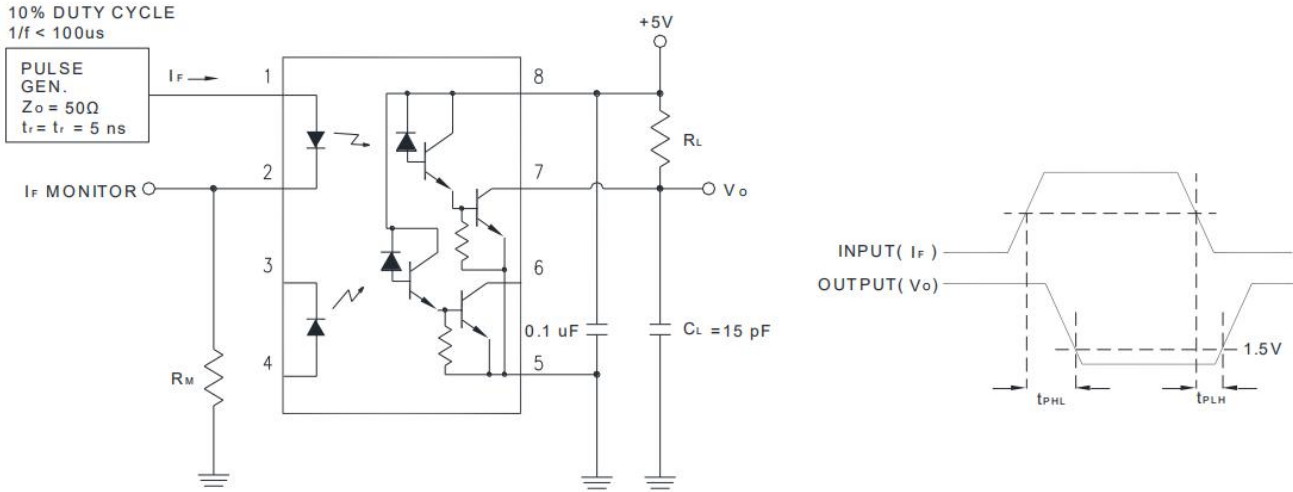 10% DUTY CYCLE
1/f < 100us
PULSE
GEN.
Zo = 50Ω
tr = tr = 5 ns
IF
1
8
+5V
RL
2
IF MONITOR
7
Vo
3
6
4
5
0.1 uF
CL =15 pF
RM
INPUT( IF )
OUTPUT( Vo)
1.5V
tPHL
tPLH